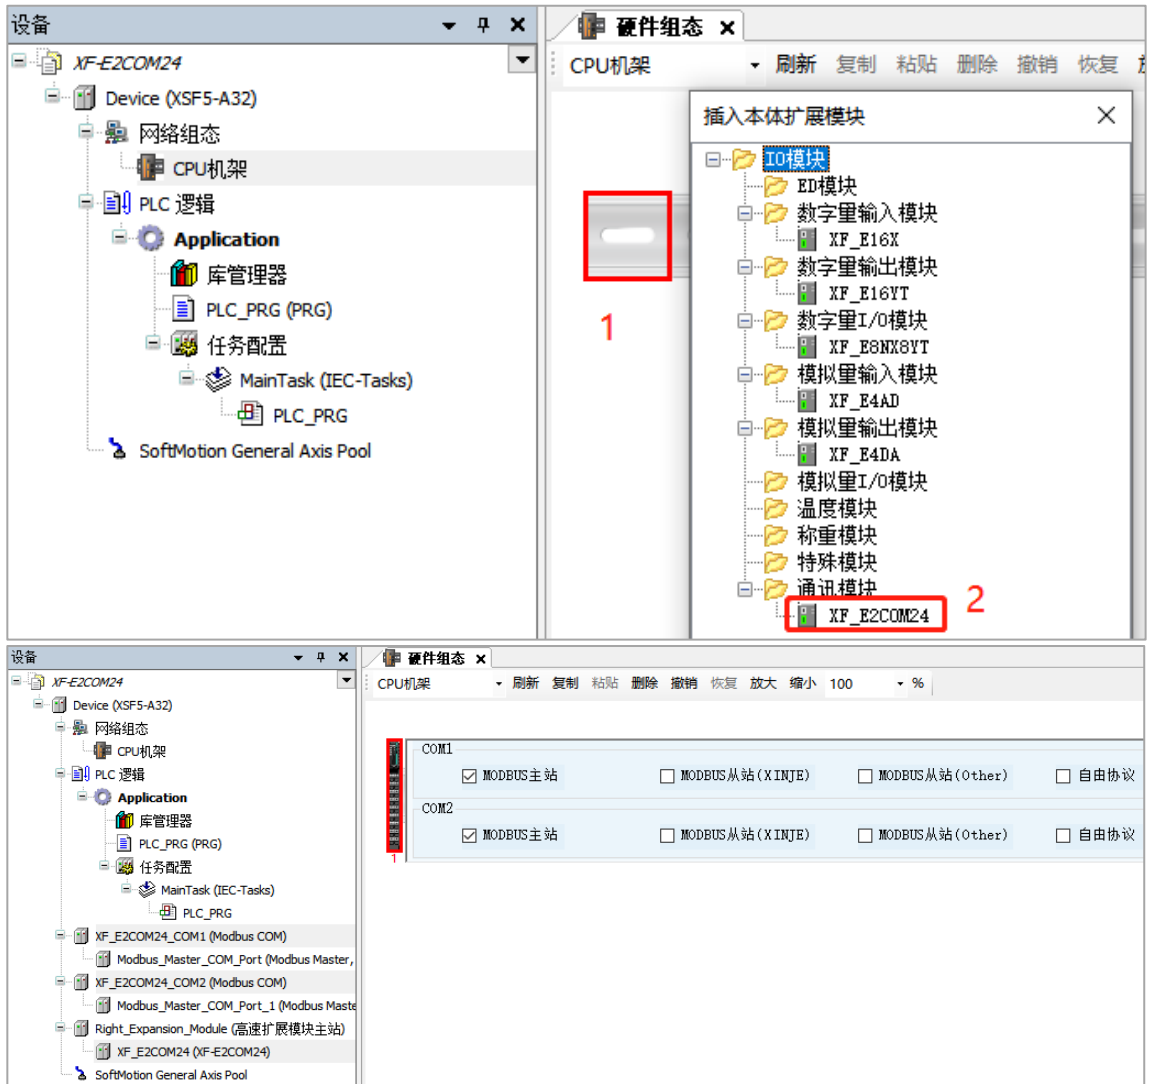 设备
XF-E2COM24
Device (XSF5-A32)
网络组态
CPU机架
PLC 逻辑
Application
库管理器
PLC_PRG (PRG)
任务配置
MainTask (IEC-Tasks)
PLC_PRG
SoftMotion General Axis Pool
硬件组态
CPU机架 刷新 复制 粘贴 删除 撤销 恢复
插入本体扩展模块
IO模块
ED模块
数字量输入模块
XF_E16X
数字量输出模块
XF_E16YT
数字量I/O模块
XF_E8NX8YT
模拟量输入模块
XF_E4AD
模拟量输出模块
XF_E4DA
模拟量I/O模块
温度模块
称重模块
特殊模块
通讯模块
XF_E2COM24
1
2
设备
XF-E2COM24
Device (XSF5-A32)
网络组态
CPU机架
PLC 逻辑
Application
库管理器
PLC_PRG (PRG)
任务配置
MainTask (IEC-Tasks)
PLC_PRG
XF_E2COM24_COM1 (Modbus COM)
Modbus_Master_COM_Port (Modbus Master,
XF_E2COM24_COM2 (Modbus COM)
Modbus_Master_COM_Port_1 (Modbus Maste
Right_Expansion_Module (高速扩展模块主站)
XF_E2COM24 (XF-E2COM24)
SoftMotion General Axis Pool
硬件组态
CPU机架 刷新 复制 粘贴 删除 撤销 恢复 放大 缩小 100 %
COM1
MODBUS主站 MODBUS从站(XINJE) MODBUS从站(Other) 自由协议
COM2
MODBUS主站 MODBUS从站(XINJE) MODBUS从站(Other) 自由协议
1